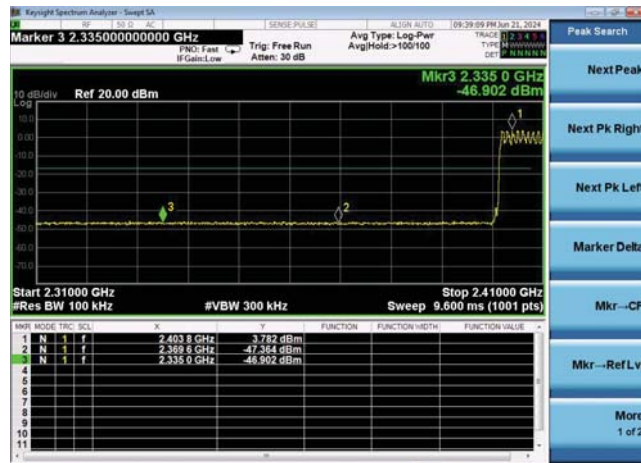 Keysight Spectrum Analyzer - Swept SA
RF 50 Ω AC SENSE:PULSE ALIGN AUTO 09:39:09 PM Jun 21, 2024
Marker 3 2.335000000000 GHz
PNO: Fast
IFGain:Low
Trig: Free Run
Atten: 30 dB
Avg Type: Log-Pwr
Avg|Hold:>100/100
TRACE 1 2 3 4 5 6
TYPE M W W W W W
DET P N N N N N
Peak Search
Mkr3 2.335 0 GHz
-46.902 dBm
10 dB/div Ref 20.00 dBm
Log
10.0
0.00
-10.0
-20.0
-30.0
-40.0
-50.0
-60.0
-70.0
1
2
3
Start 2.31000 GHz
Stop 2.41000 GHz
#Res BW 100 kHz
#VBW 300 kHz
Sweep 9.600 ms (1001 pts)
MKR MODE TRC SCL X Y FUNCTION FUNCTION WIDTH FUNCTION VALUE
1 N 1 f 2.403 8 GHz 3.782 dBm
2 N 1 f 2.369 6 GHz -47.364 dBm
3 N 1 f 2.335 0 GHz -46.902 dBm
4
5
6
7
8
9
10
11
Next Peak
Next Pk Right
Next Pk Left
Marker Delta
Mkr→CF
Mkr→Ref Lv
More
1 of 2